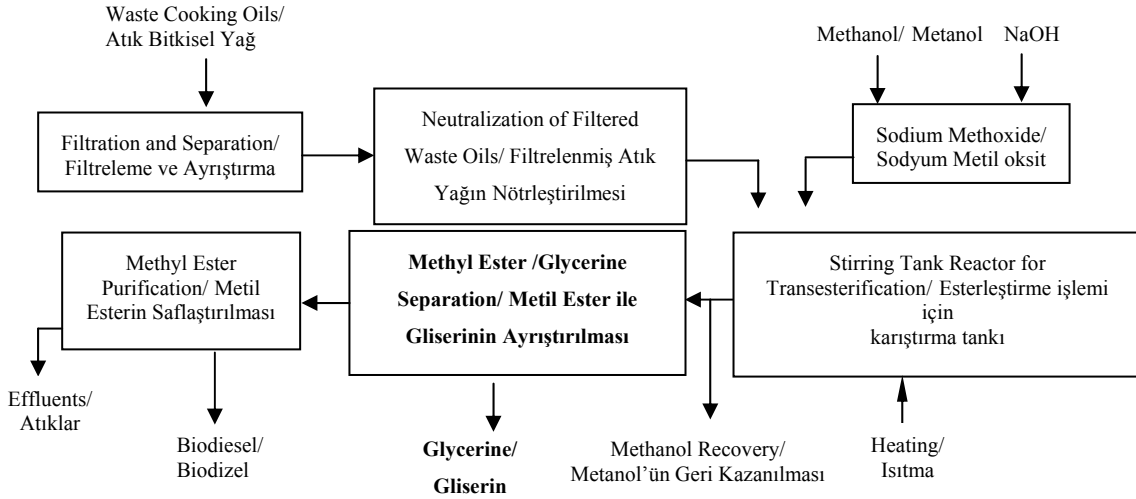 Waste Cooking Oils/
Atık Bitkisel Yağ
Methanol/ Metanol
NaOH
Filtration and Separation/
Filtreleme ve Ayrıştırma
Neutralization of Filtered
Waste Oils/ Filtrelenmiş Atık
Yağın Nötrleştirilmesi
Sodium Methoxide/
Sodyum Metil oksit
Methyl Ester
Purification/ Metil
Esterin Saflaştırılması
Methyl Ester /Glycerine
Separation/ Metil Ester ile
Gliserinin Ayrıştırılması
Stirring Tank Reactor for
Transesterification/ Esterleştirme işlemi
için
karıştırma tankı
Effluents/
Atıklar
Biodiesel/
Biodizel
Glycerine/
Gliserin
Methanol Recovery/
Metanol’ün Geri Kazanılması
Heating/
Isıtma